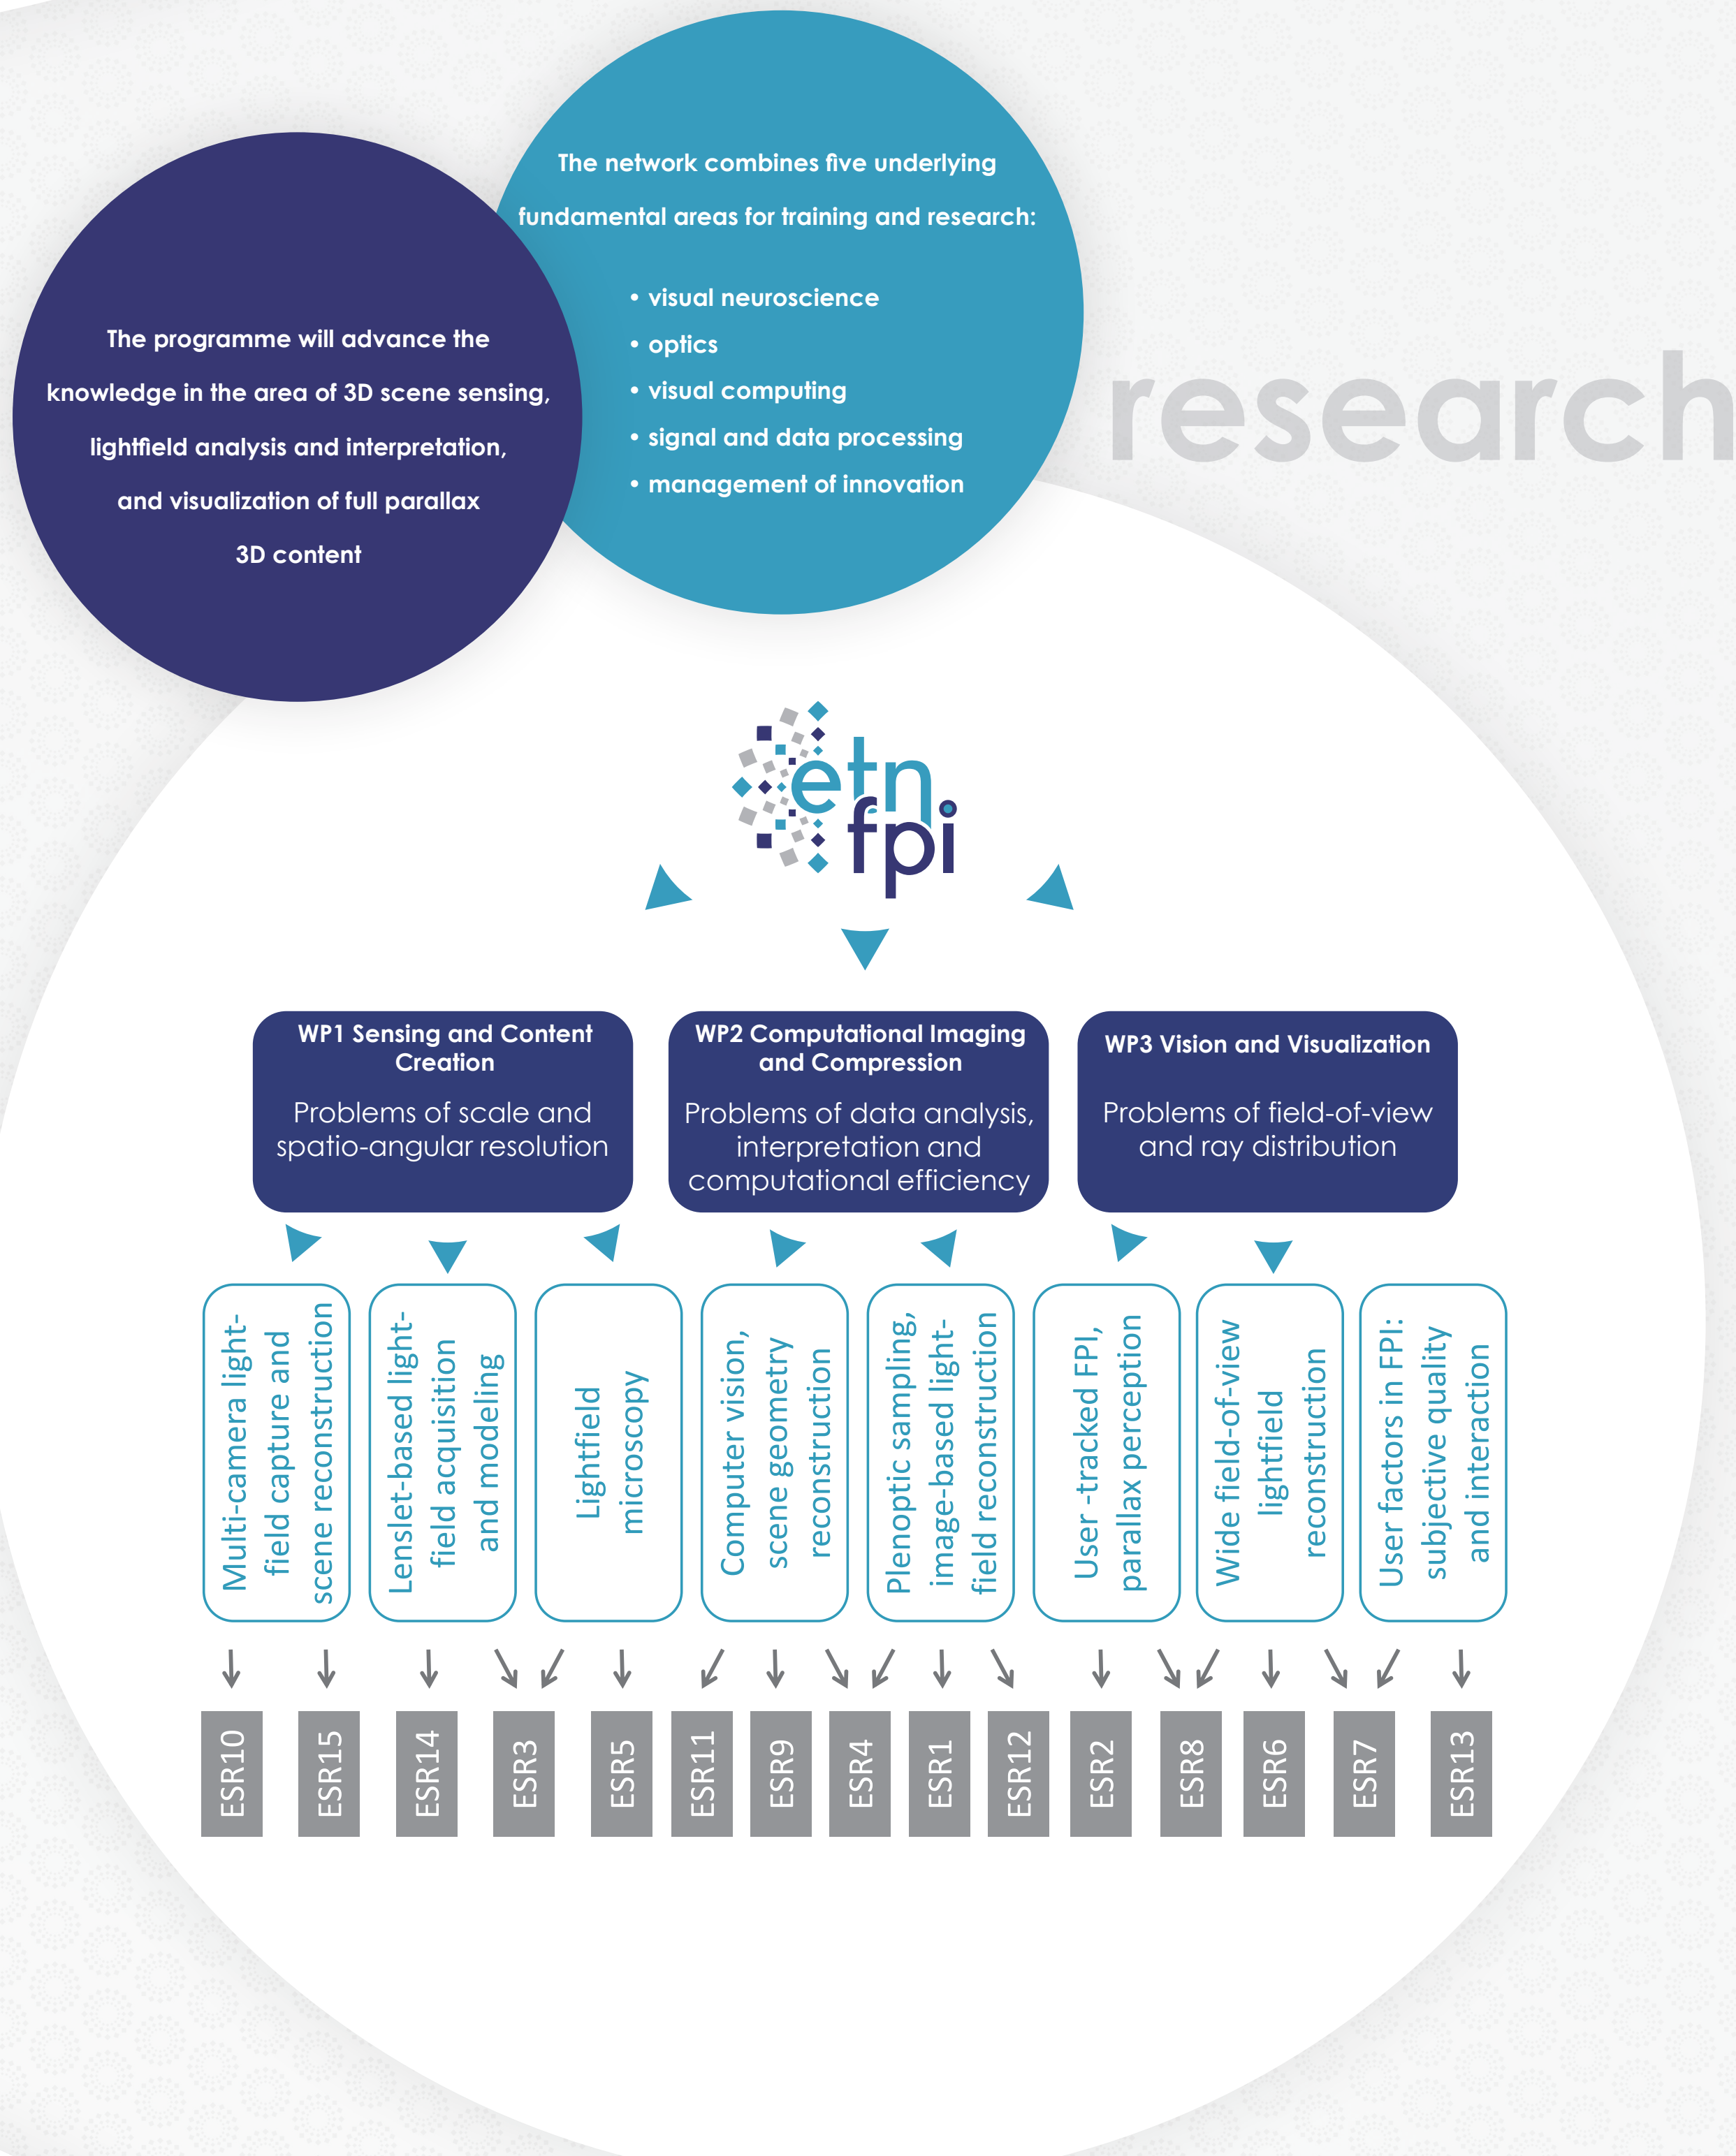 The network combines five underlying
fundamental areas for training and research:
• visual neuroscience
• optics
• visual computing
• signal and data processing
• management of innovation
The programme will advance the
knowledge in the area of 3D scene sensing,
lightfield analysis and interpretation,
and visualization of full parallax
3D content
research
etn
fpi
WP1 Sensing and Content
Creation
Problems of scale and
spatio-angular resolution
WP2 Computational Imaging
and Compression
Problems of data analysis,
interpretation and
computational efficiency
WP3 Vision and Visualization
Problems of field-of-view
and ray distribution
Multi-camera light-
field capture and
scene reconstruction
Lenslet-based light-
field acquisition
and modeling
Lightfield
microscopy
Computer vision,
scene geometry
reconstruction
Plenoptic sampling,
image-based light-
field reconstruction
User -tracked FPI,
parallax perception
Wide field-of-view
lightfield
reconstruction
User factors in FPI:
subjective quality
and interaction
ESR10
ESR15
ESR14
ESR3
ESR5
ESR11
ESR9
ESR4
ESR1
ESR12
ESR2
ESR8
ESR6
ESR7
ESR13